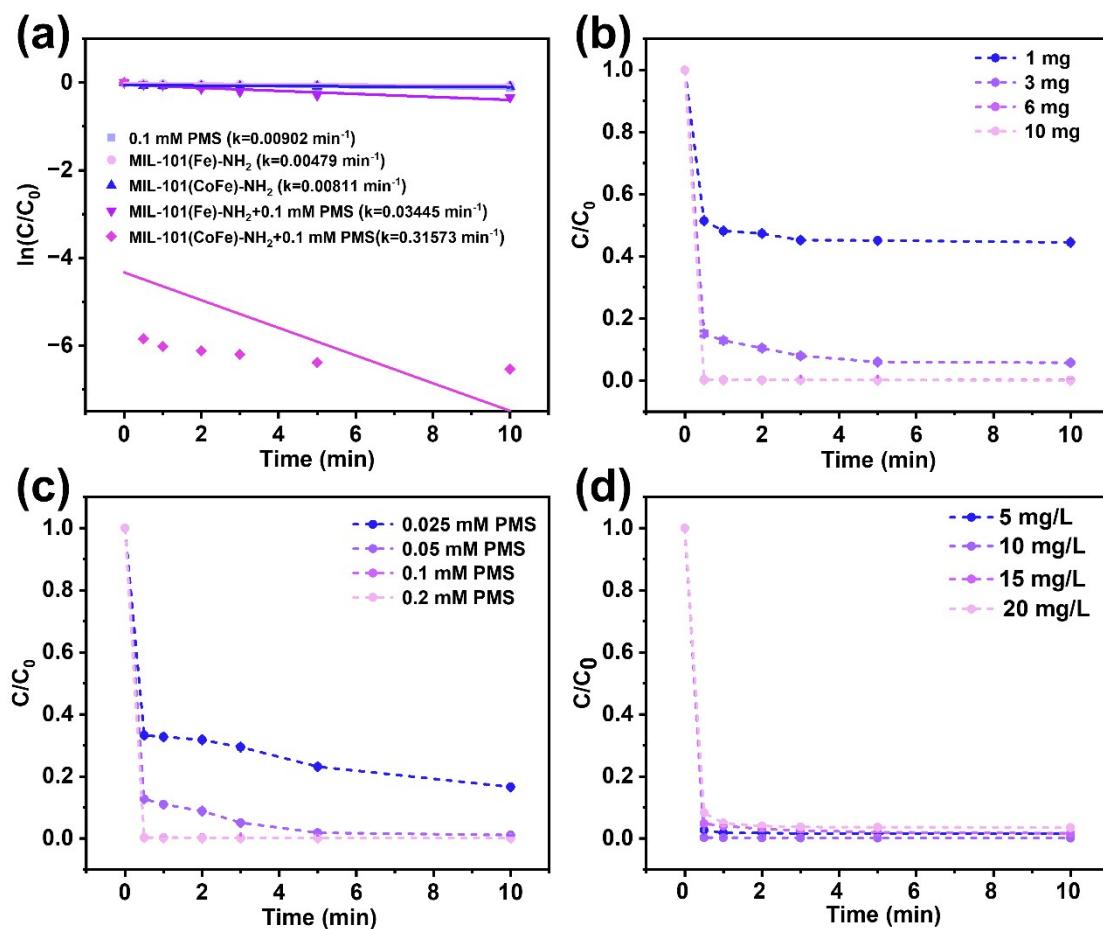 (a)
ln(C/C₀)
0
−2
−4
−6
0.1 mM PMS (k=0.00902 min⁻¹)
MIL-101(Fe)-NH₂ (k=0.00479 min⁻¹)
MIL-101(CoFe)-NH₂ (k=0.00811 min⁻¹)
MIL-101(Fe)-NH₂+0.1 mM PMS (k=0.03445 min⁻¹)
MIL-101(CoFe)-NH₂+0.1 mM PMS(k=0.31573 min⁻¹)
0 2 4 6 8 10
Time (min)
(b)
C/C₀
1.0
0.8
0.6
0.4
0.2
0.0
1 mg
3 mg
6 mg
10 mg
0 2 4 6 8 10
Time (min)
(c)
C/C₀
1.0
0.8
0.6
0.4
0.2
0.0
0.025 mM PMS
0.05 mM PMS
0.1 mM PMS
0.2 mM PMS
0 2 4 6 8 10
Time (min)
(d)
C/C₀
1.0
0.8
0.6
0.4
0.2
0.0
5 mg/L
10 mg/L
15 mg/L
20 mg/L
0 2 4 6 8 10
Time (min)